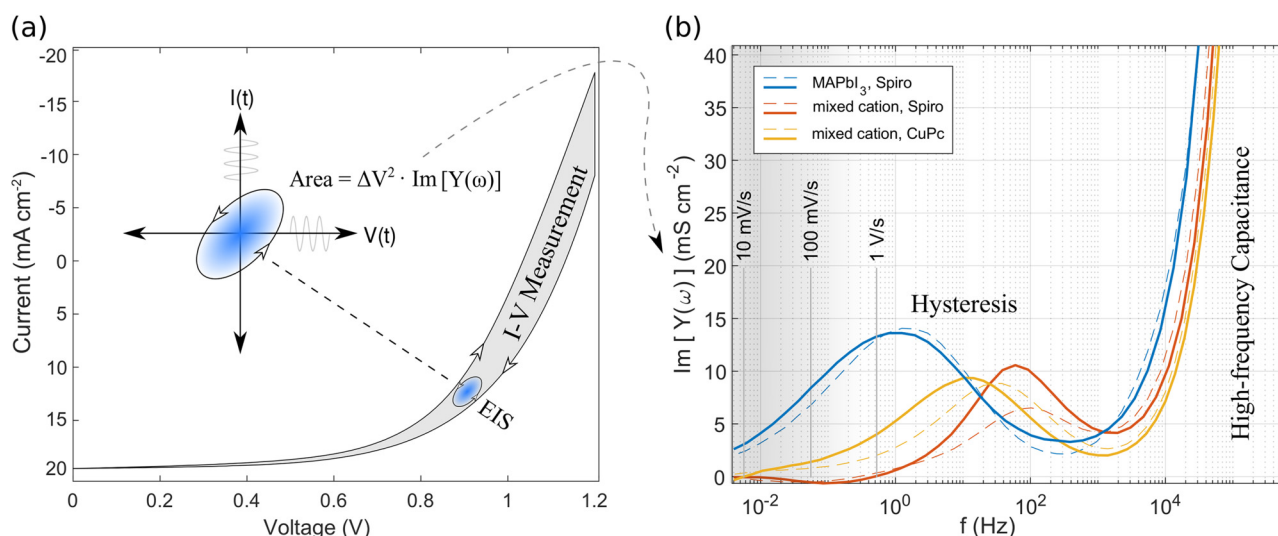 (a)
-20
-15
-10
-5
0
5
10
15
20
Current (mA cm⁻²)
0
0.2
0.4
0.6
0.8
1
1.2
Voltage (V)
I(t)
V(t)
Area = ΔV² · Im [Y(ω)]
I-V Measurement
EIS
(b)
40
35
30
25
20
15
10
5
0
Im [ Y(ω) ] (mS cm⁻²)
10⁻²
10⁰
10²
10⁴
f (Hz)
MAPbI₃, Spiro
mixed cation, Spiro
mixed cation, CuPc
10 mV/s
100 mV/s
1 V/s
Hysteresis
High-frequency Capacitance